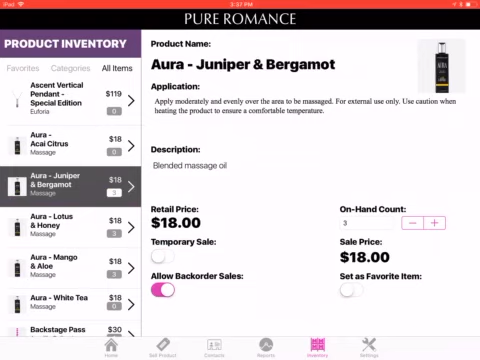 iPad
3:37 PM
PURE ROMANCE
PRODUCT INVENTORY
Favorites Categories All Items
Ascent Vertical
Pendant -
Special Edition
Euforia
$119
0
Aura -
Acai Citrus
Massage
$18
0
Aura - Juniper
& Bergamot
Massage
$18
3
Aura - Lotus
& Honey
Massage
$18
3
Aura - Mango
& Aloe
Massage
$18
3
Aura - White Tea
Massage
$18
0
Backstage Pass
$30
Product Name:
Aura - Juniper & Bergamot
Application:
Apply moderately and evenly over the area to be massaged. For external use only. Use caution when
heating the product to ensure a comfortable temperature.
Description:
Blended massage oil
Retail Price:
$18.00
On-Hand Count:
3
Temporary Sale:
Sale Price:
$18.00
Allow Backorder Sales:
Set as Favorite Item:
AURA
Home
Sell Product
Contacts
Reports
Inventory
Settings